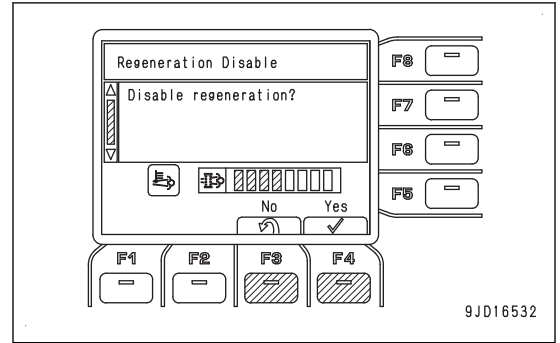 Regeneration Disable
Disable regeneration?
No Yes
F8
F7
F6
F5
F1 F2 F3 F4
9JD16532